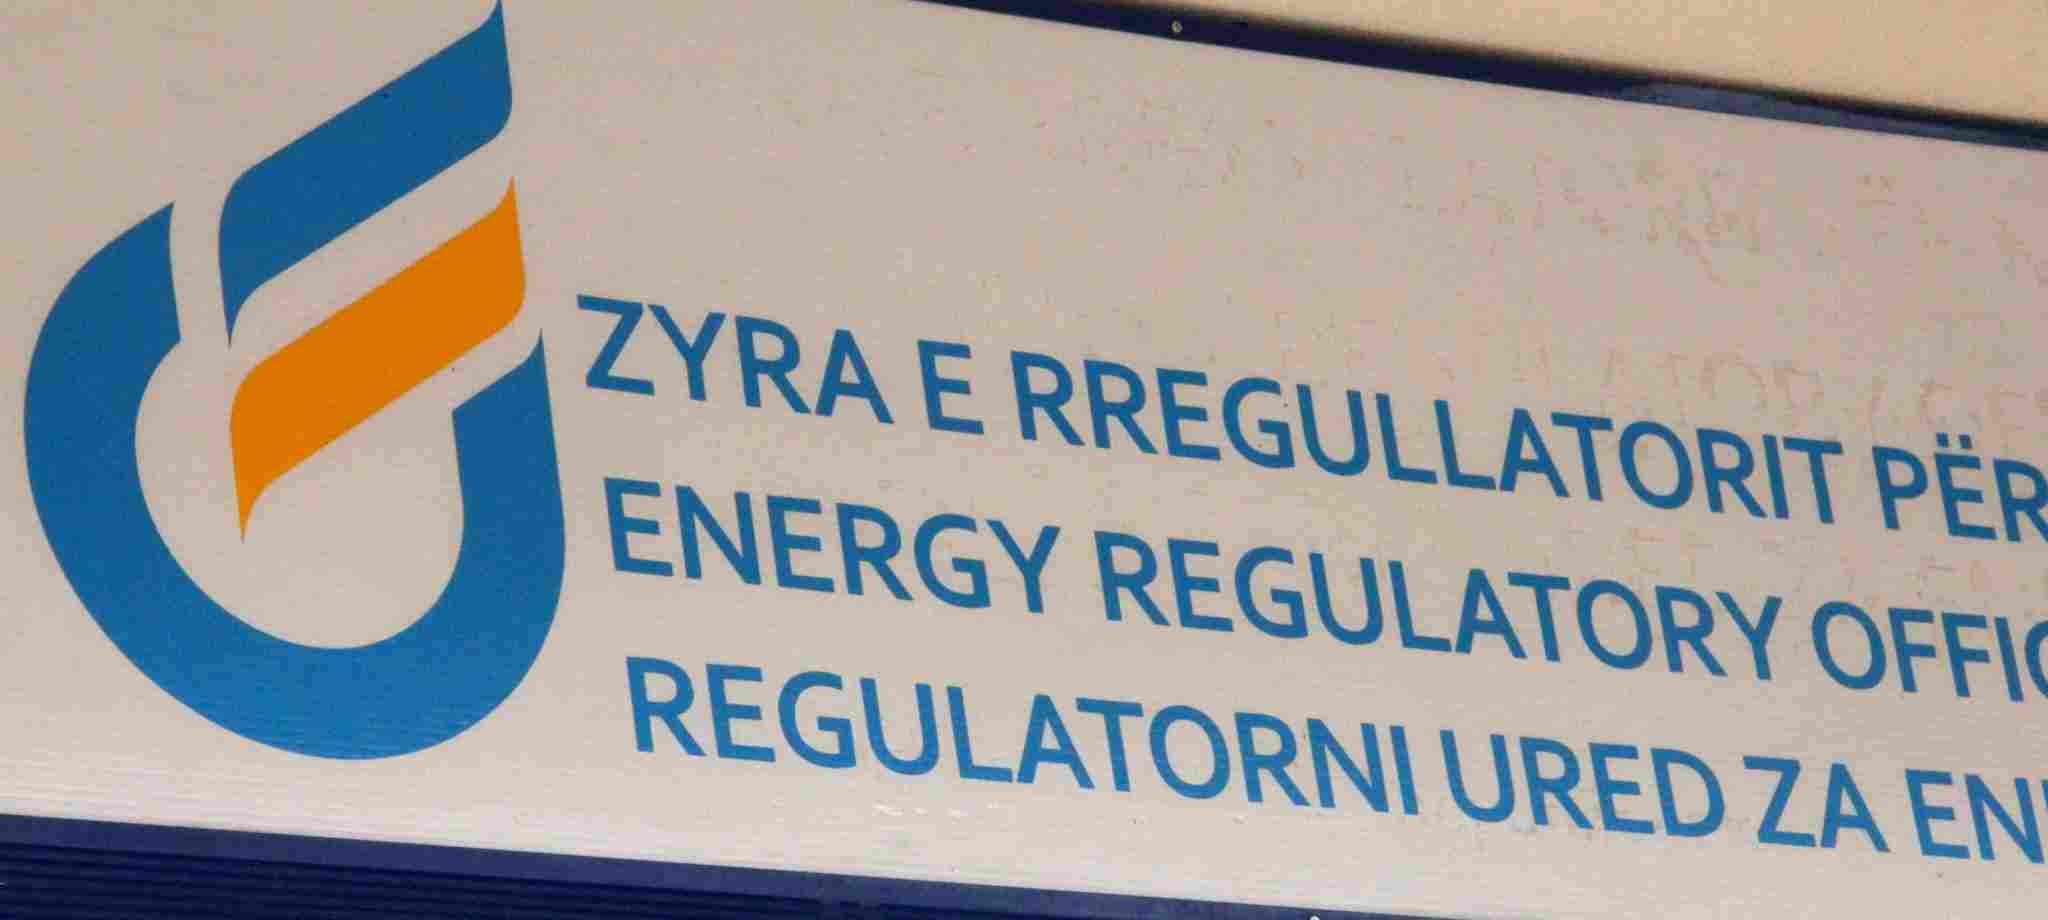 ZYRA E RREGULLATORIT PËR
ENERGY REGULATORY OFFIC
REGULATORNI URED ZA EN